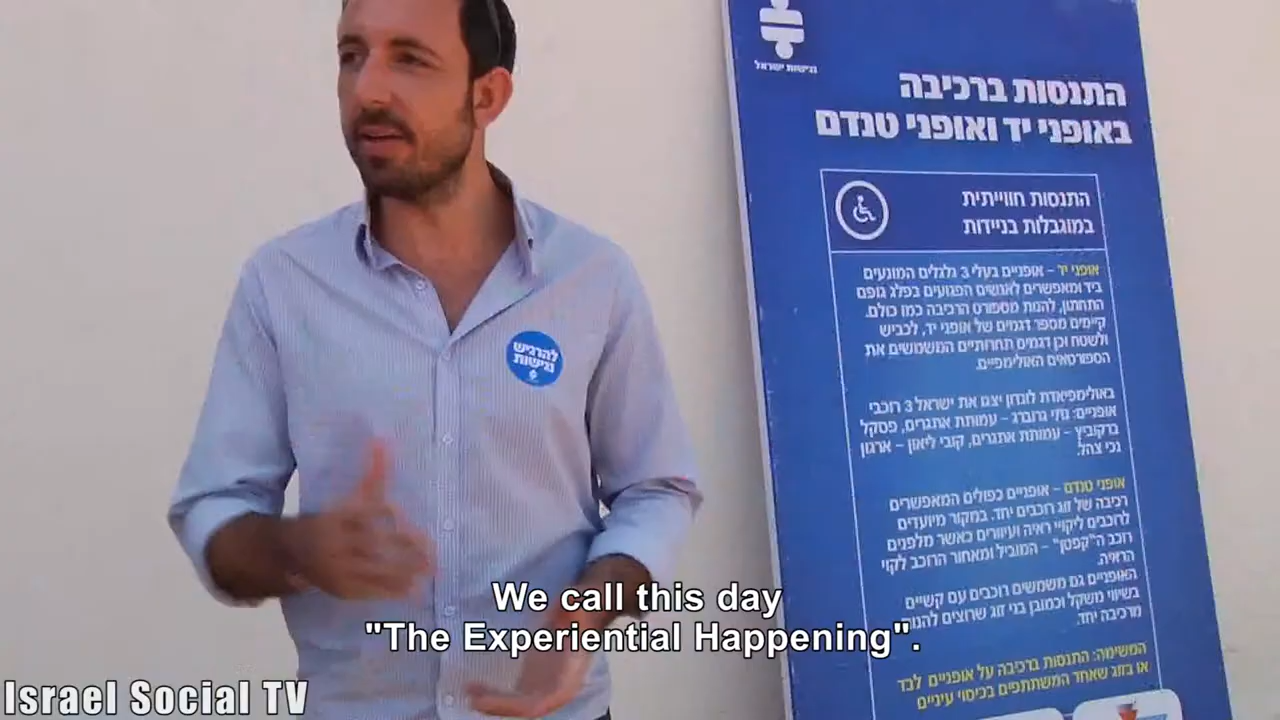 נגישות ישראל
התנסות ברכיבה
באופני יד ואופני טנדם
התנסות חווייתית
במוגבלות בניידות
אופני יד – אופניים בעלי 3 גלגלים המונעים
ביד ומאפשרים לאנשים הפגועים בפלג גופם
התחתון, להנות מספורט הרכיבה כמו כולם.
קיימים מספר דגמים של אופני יד, לכביש
ולשטח וכן דגמים תחרותיים המשמשים את
הספורטאים האולימפיים.
באולימפיאדת לונדון יצגו את ישראל 3 רוכבי
אופניים: – עמותת אתגרים, פסקל
ברקוביץ – עמותת אתגרים, קובי ליאון – ארגון
נכי צהל.
אופני טנדם – אופניים כפולים המאפשרים
רכיבה של זוג רוכבים יחד. במקור מיועדים
לרוכבים ליקויי ראיה ועיוורים כאשר מלפנים
רוכב ה"קפטן" – המוביל ומאחור הרוכב לקוי
הראיה.
האופניים גם משמשים רוכבים עם קשיים
בשיווי משקל וכמובן בני זוג שרוצים
מרכיבה יחד.
המשימה: התנסות ברכיבה על אופניים לבד
או בזוג שאחד המשתתפים בכיסוי עיניים
להרגיש
נגישות
We call this day
"The Experiential Happening".
Israel Social TV